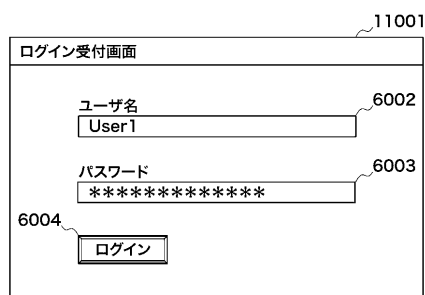 11001
ログイン受付画面
ユーザ名
6002
User1
パスワード
6003
*************
6004
ログイン